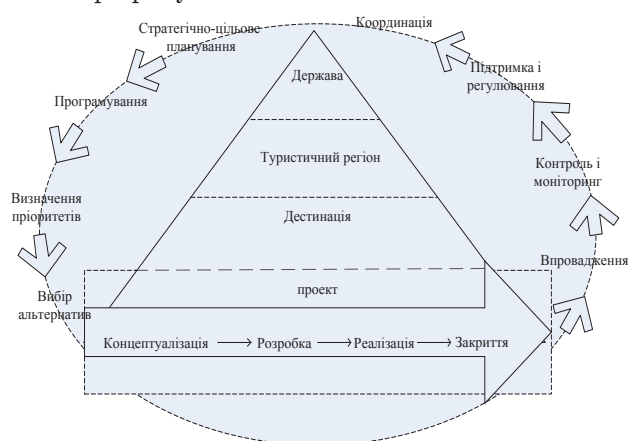 Стратегічно-цільове
планування
Координація
Держава
Підтримка і
регулювання
Програмування
Туристичний регіон
Контроль і
моніторинг
Визначення
пріоритетів
Дестинація
Впровадження
проект
Вибір
альтернатив
Концептуалізація
Розробка
Реалізація
Закриття